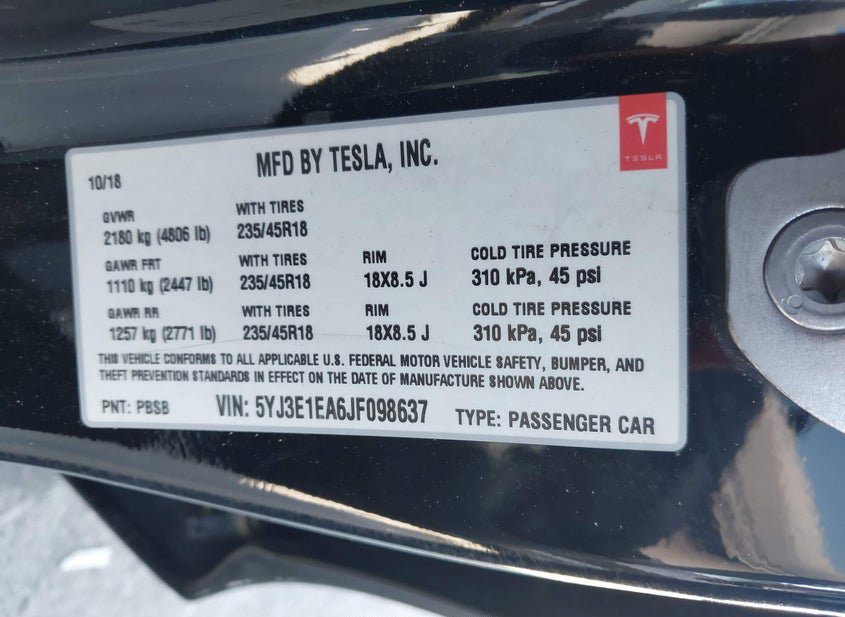 TESLA
10/18
MFD BY TESLA, INC.
GVWR
2180 kg (4806 lb)
WITH TIRES
235/45R18
GAWR FRT
1110 kg (2447 lb)
WITH TIRES
235/45R18
RIM
18X8.5 J
COLD TIRE PRESSURE
310 kPa, 45 psi
GAWR RR
1257 kg (2771 lb)
WITH TIRES
235/45R18
RIM
18X8.5 J
COLD TIRE PRESSURE
310 kPa, 45 psi
THIS VEHICLE CONFORMS TO ALL APPLICABLE U.S. FEDERAL MOTOR VEHICLE SAFETY, BUMPER, AND
THEFT PREVENTION STANDARDS IN EFFECT ON THE DATE OF MANUFACTURE SHOWN ABOVE.
PNT: PBSB
VIN: 5YJ3E1EA6JF098637
TYPE: PASSENGER CAR